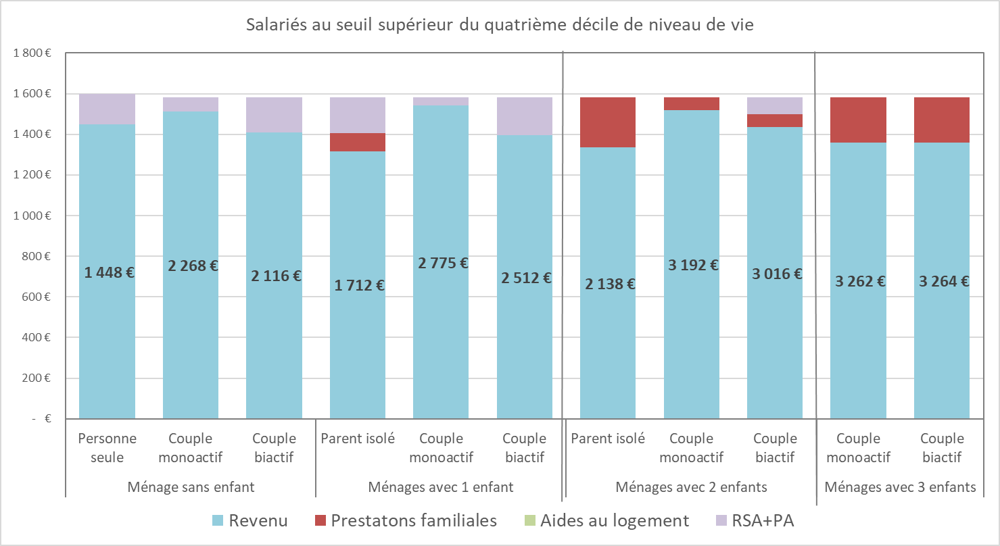 Salariés au seuil supérieur du quatrième décile de niveau de vie
1 800 €
1 600 €
1 400 €
1 200 €
1 000 €
800 €
600 €
400 €
200 €
- €
1 448 €
2 268 €
2 116 €
1 712 €
2 775 €
2 512 €
2 138 €
3 192 €
3 016 €
3 262 €
3 264 €
Personne
seule
Couple
monoactif
Couple
biactif
Parent isolé
Couple
monoactif
Couple
biactif
Parent isolé
Couple
monoactif
Couple
biactif
Couple
monoactif
Couple
biactif
Ménage sans enfant
Ménages avec 1 enfant
Ménages avec 2 enfants
Ménages avec 3 enfants
Revenu
Prestatons familiales
Aides au logement
RSA+PA